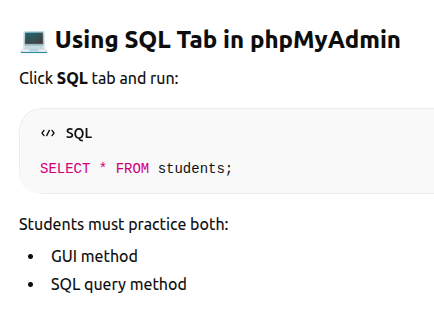 💻 Using SQL Tab in phpMyAdmin
Click SQL tab and run:
</> SQL
SELECT * FROM students;
Students must practice both:
• GUI method
• SQL query method